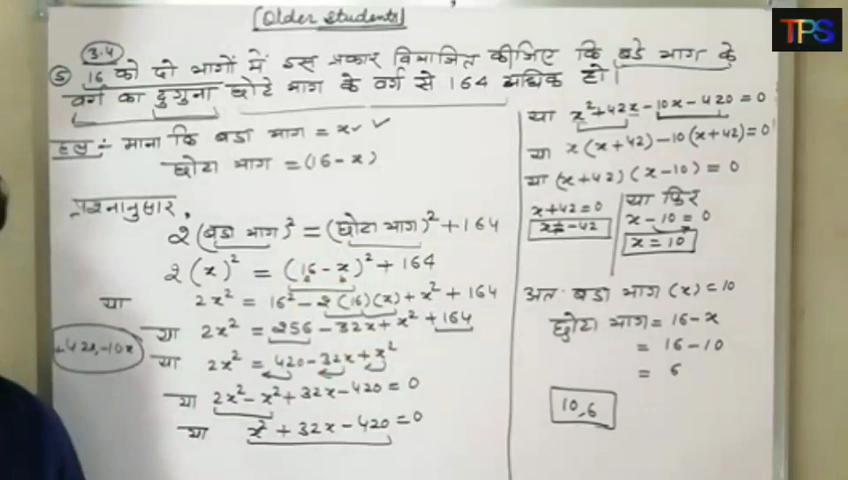 (Older Students)
TPS
3.4
⑤ 16 को दो भागों में इस प्रकार विभाजित कीजिए कि बडे भाग के
वर्ग का दुगुना छोटे भाग के वर्ग से 164 अधिक हो।
हल :- माना कि बडा भाग = x ✓ ✓
छोटा भाग = (16 - x)
प्रश्नानुसार,
2 (बडा भाग)² = (छोटा भाग)² + 164
2 (x)² = (16 - x)² + 164
या 2x² = 16² - 2(16)(x) + x² + 164
या 2x² = 256 - 32x + x² + 164
+42x, -10x
या 2x² = 420 - 32x + x²
या 2x² - x² + 32x - 420 = 0
या x² + 32x - 420 = 0
या x² + 42x - 10x - 420 = 0
या x(x + 42) - 10(x + 42) = 0
या (x + 42) (x - 10) = 0
x + 42 = 0
x ≠ -42
या फिर
x - 10 = 0
x = 10
अतः बडा भाग (x) = 10
छोटा भाग = 16 - x
= 16 - 10
= 6
10, 6